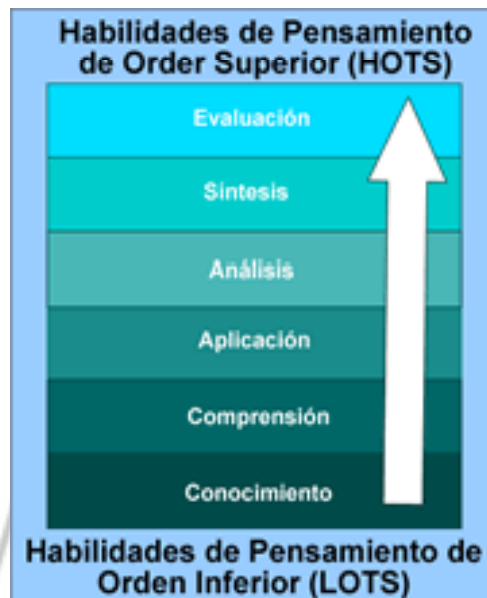 Habilidades de Pensamiento
de Order Superior (HOTS)
Evaluación
Síntesis
Análisis
Aplicación
Comprensión
Conocimiento
Habilidades de Pensamiento de
Orden Inferior (LOTS)